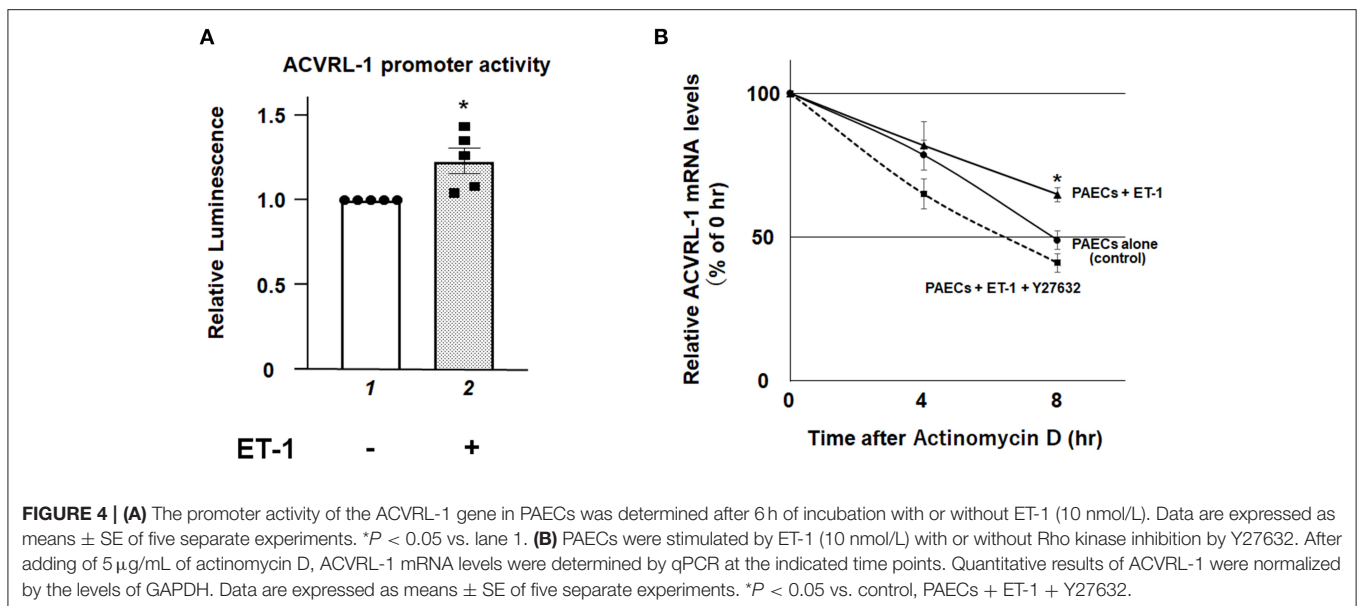 A
ACVRL-1 promoter activity
Relative Luminescence
1.5
1.0
0.5
0
*
1
2
ET-1
-
+
B
Relative ACVRL-1 mRNA levels
(% of 0 hr)
100
50
0
*
PAECs + ET-1
PAECs alone
(control)
PAECs + ET-1 + Y27632
0
4
8
Time after Actinomycin D (hr)
FIGURE 4 | (A) The promoter activity of the ACVRL-1 gene in PAECs was determined after 6 h of incubation with or without ET-1 (10 nmol/L). Data are expressed as
means ± SE of five separate experiments. *P < 0.05 vs. lane 1. (B) PAECs were stimulated by ET-1 (10 nmol/L) with or without Rho kinase inhibition by Y27632. After
adding of 5 μg/mL of actinomycin D, ACVRL-1 mRNA levels were determined by qPCR at the indicated time points. Quantitative results of ACVRL-1 were normalized
by the levels of GAPDH. Data are expressed as means ± SE of five separate experiments. *P < 0.05 vs. control, PAECs + ET-1 + Y27632.